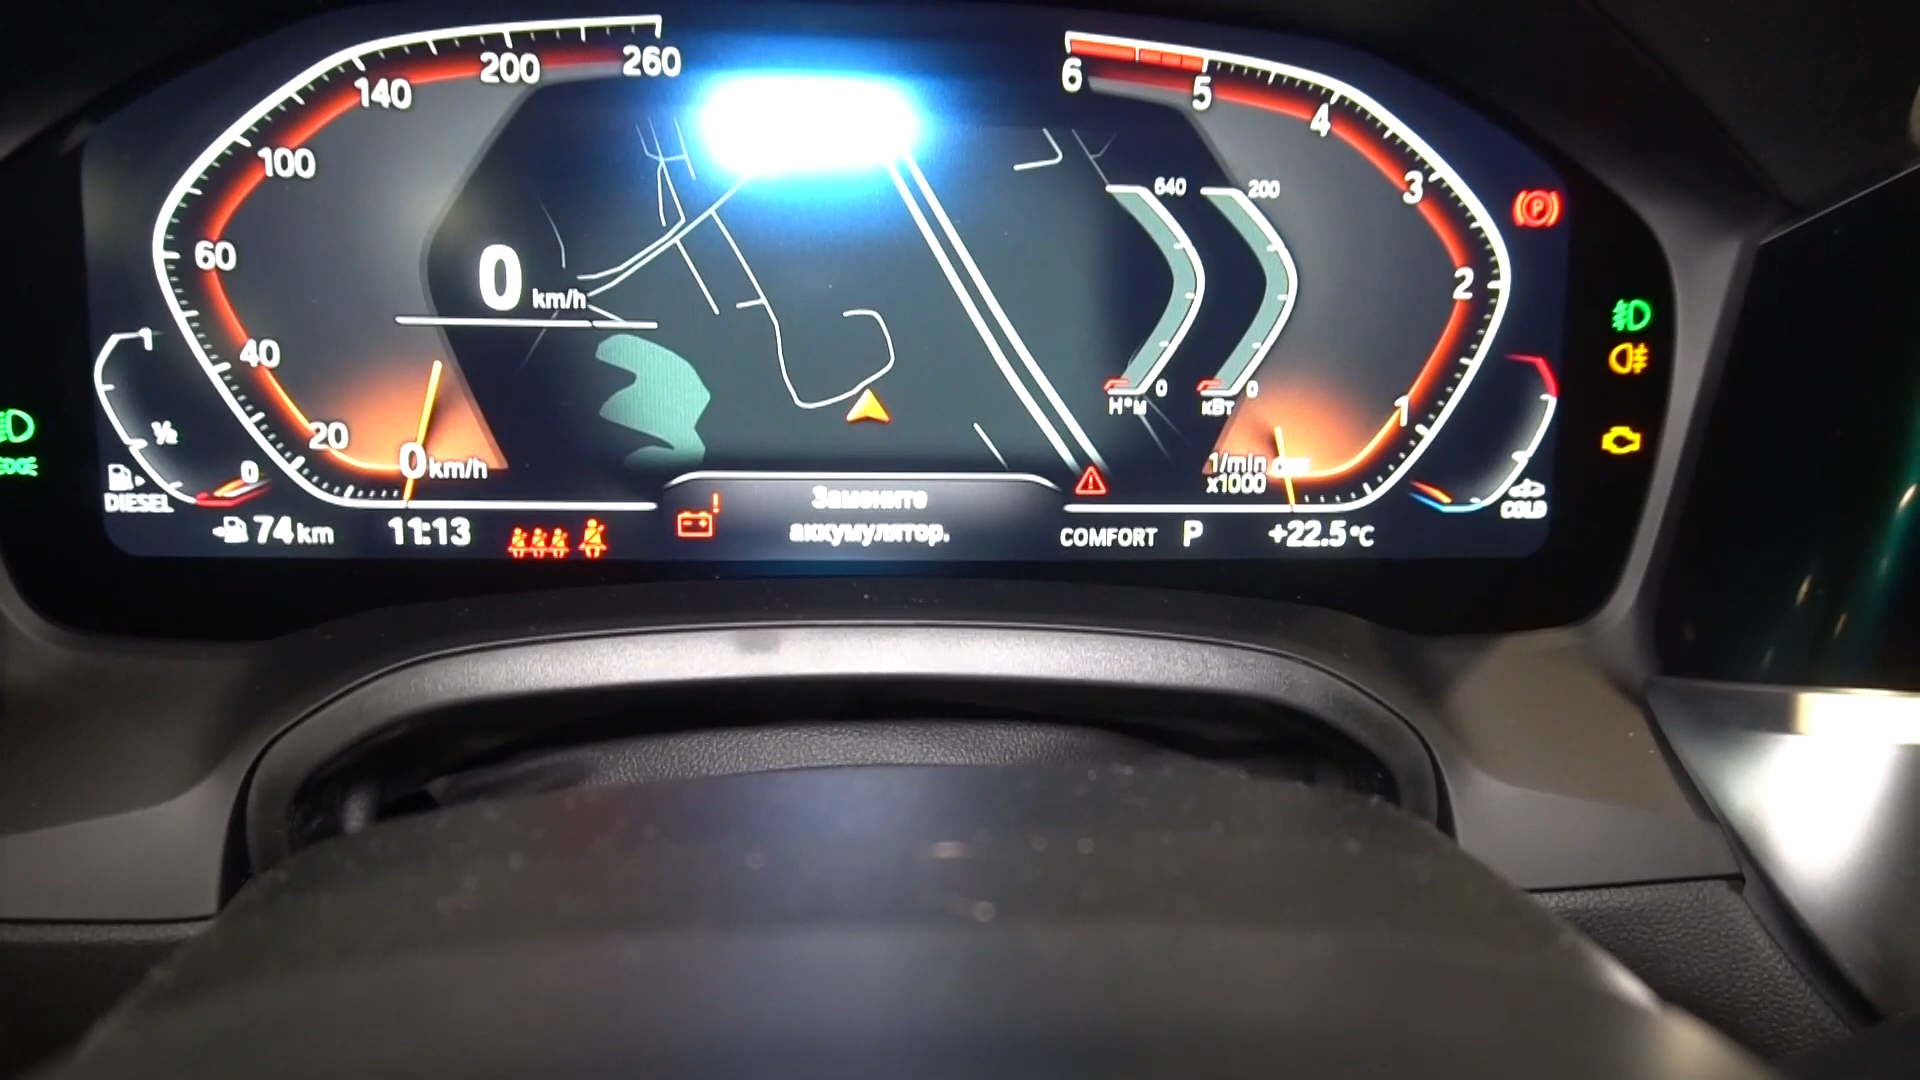 260
200
140
100
60
40
20
0 km/h
0 km/h
1
½
0
DIESEL
74 km
11:13
Замените
аккумулятор.
COMFORT P
+22.5 °C
6
5
4
3
2
1
640
200
0
0
Н*м
кВт
1/min
x1000
COLD
P